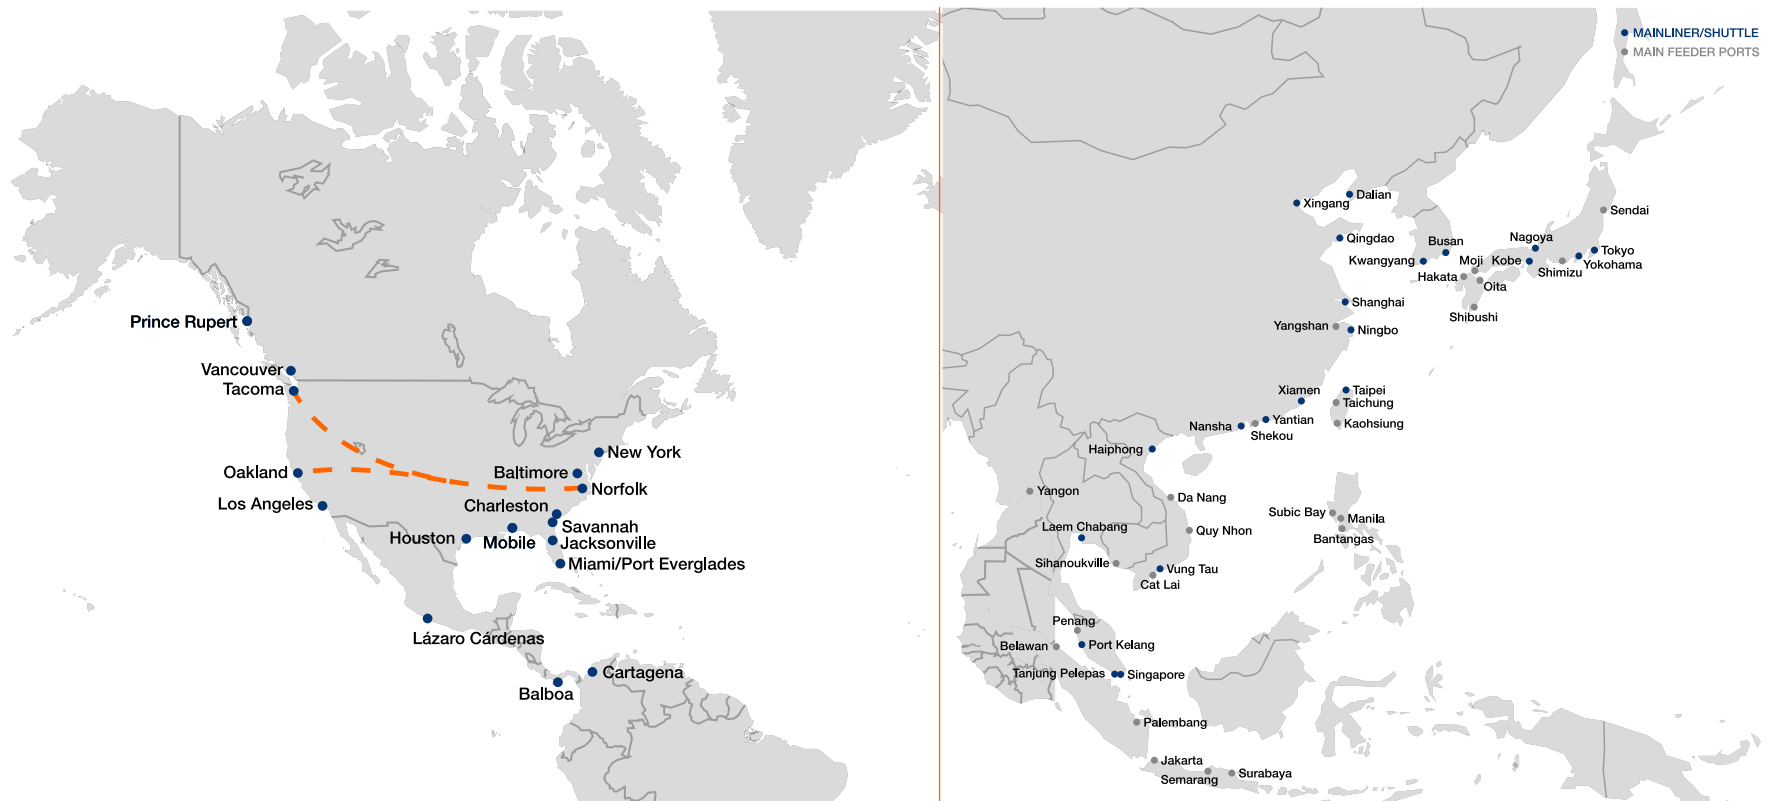 Prince Rupert
Vancouver
Tacoma
Oakland
Los Angeles
New York
Baltimore
Norfolk
Charleston
Savannah
Houston
Mobile
Jacksonville
Miami/Port Everglades
Lázaro Cárdenas
Cartagena
Balboa
MAINLINER/SHUTTLE
MAIN FEEDER PORTS
Dalian
Xingang
Sendai
Qingdao
Busan
Nagoya
Tokyo
Kwangyang
Moji
Kobe
Yokohama
Shimizu
Hakata
Oita
Shanghai
Shibushi
Yangshan
Ningbo
Xiamen
Taipei
Taichung
Nansha
Yantian
Kaohsiung
Shekou
Haiphong
Yangon
Da Nang
Subic Bay
Manila
Laem Chabang
Quy Nhon
Bantangas
Sihanoukville
Vung Tau
Cat Lai
Penang
Belawan
Port Kelang
Tanjung Pelepas
Singapore
Palembang
Jakarta
Semarang
Surabaya